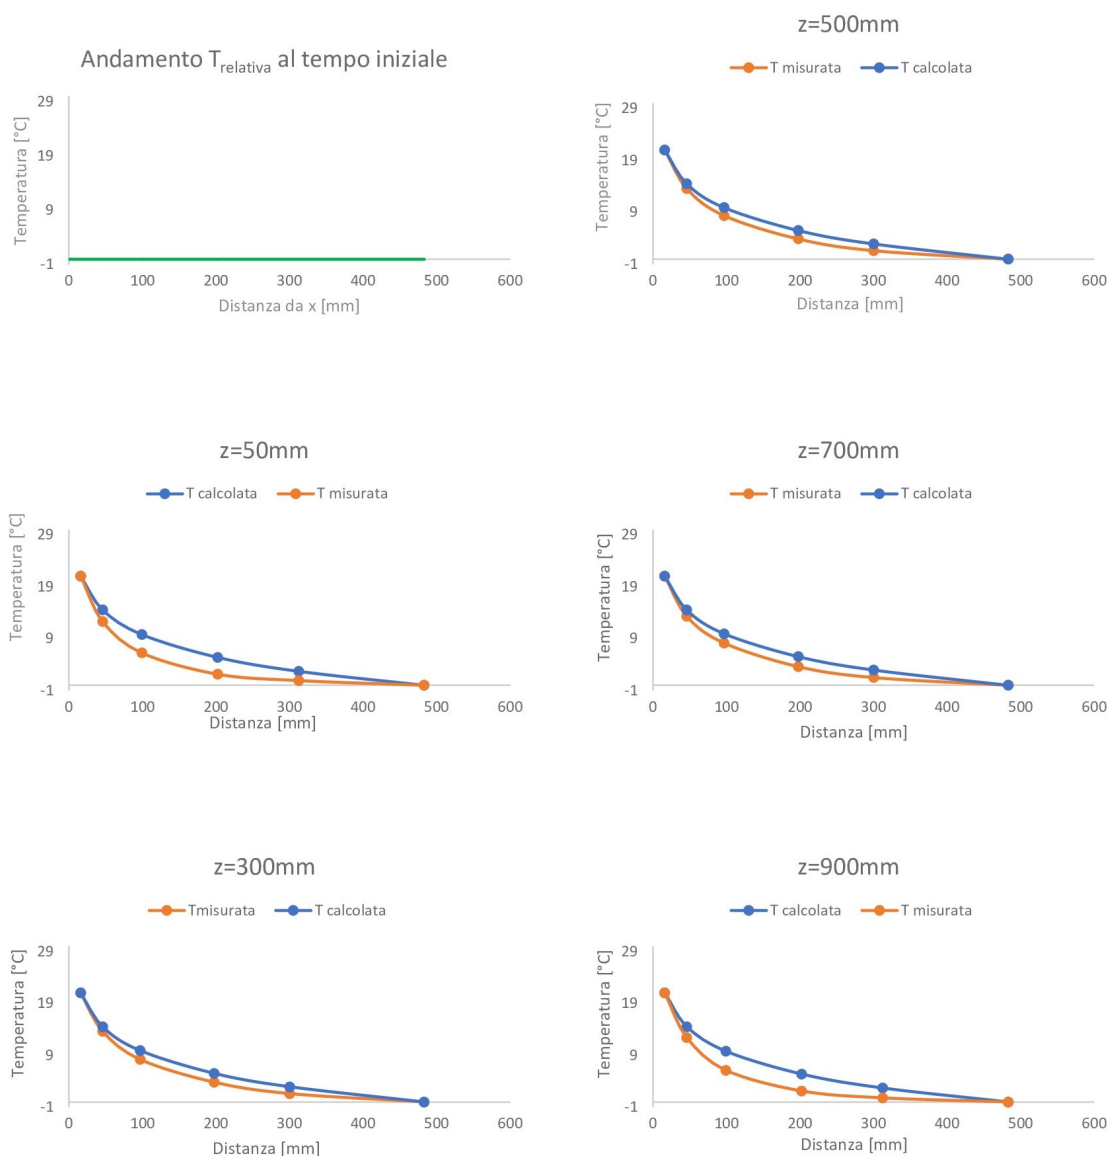 Andamento Trelativa al tempo iniziale
Temperatura [°C]
29
19
9
-1
0 100 200 300 400 500 600
Distanza da x [mm]
z=500mm
T misurata T calcolata
Temperatura [°C]
29
19
9
-1
0 100 200 300 400 500 600
Distanza [mm]
z=50mm
T calcolata T misurata
Temperatura [°C]
29
19
9
-1
0 100 200 300 400 500 600
Distanza [mm]
z=700mm
T misurata T calcolata
Temperatura [°C]
29
19
9
-1
0 100 200 300 400 500 600
Distanza [mm]
z=300mm
Tmisurata T calcolata
Temperatura [°C]
29
19
9
-1
0 100 200 300 400 500 600
Distanza [mm]
z=900mm
T calcolata T misurata
Temperatura [°C]
29
19
9
-1
0 100 200 300 400 500 600
Distanza [mm]